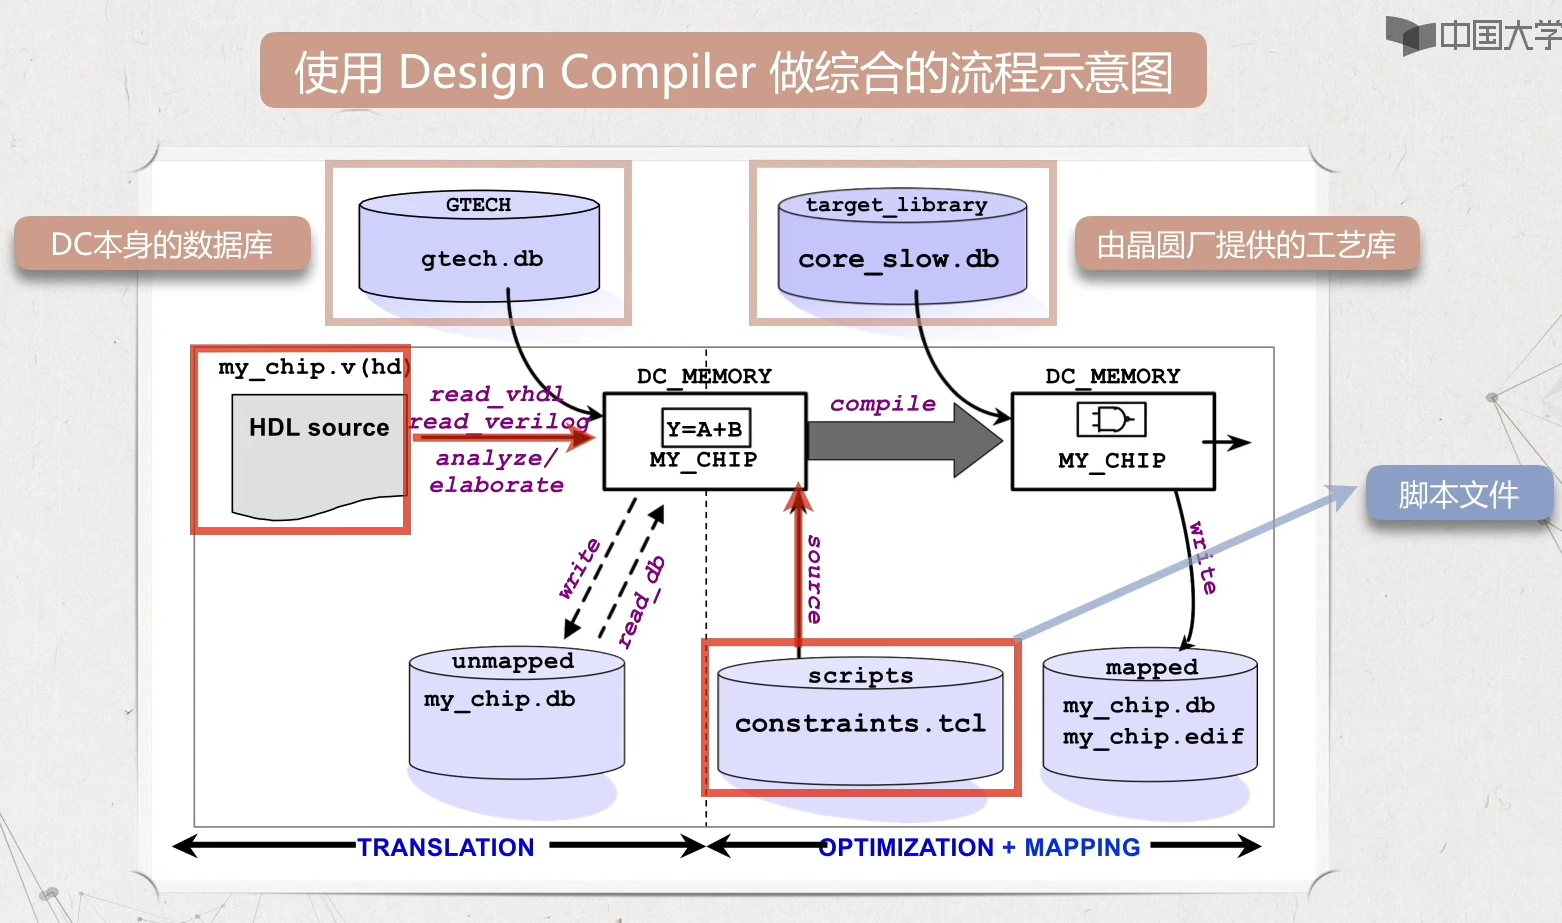 中国大学
使用 Design Compiler 做综合的流程示意图
GTECH
gtech.db
target_library
core_slow.db
DC本身的数据库
由晶圆厂提供的工艺库
my_chip.v(hd)
HDL source
read_vhdl
read_verilog
analyze/
elaborate
DC_MEMORY
Y=A+B
MY_CHIP
compile
DC_MEMORY
MY_CHIP
脚本文件
write
read_db
source
write
unmapped
my_chip.db
scripts
constraints.tcl
mapped
my_chip.db
my_chip.edif
TRANSLATION
OPTIMIZATION + MAPPING